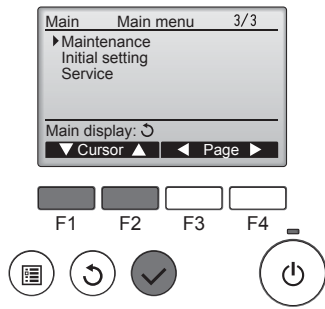 Main Main menu 3/3
Maintenance
Initial setting
Service
Main display:
Cursor Page
F1 F2 F3 F4